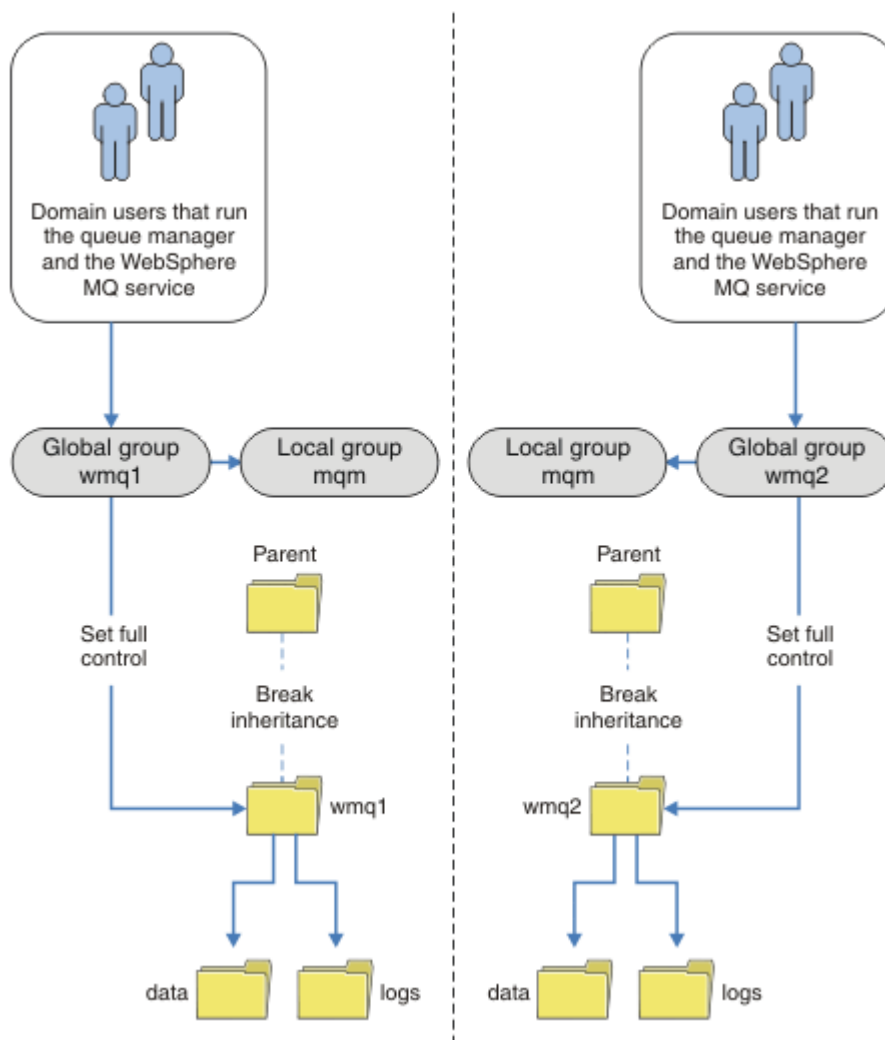 Domain users that run
the queue manager
and the WebSphere
MQ service
Global group
wmq1
Local group
mqm
Parent
Set full
control
Break
inheritance
wmq1
data
logs
Domain users that run
the queue manager
and the WebSphere
MQ service
Local group
mqm
Global group
wmq2
Parent
Set full
control
Break
inheritance
wmq2
data
logs